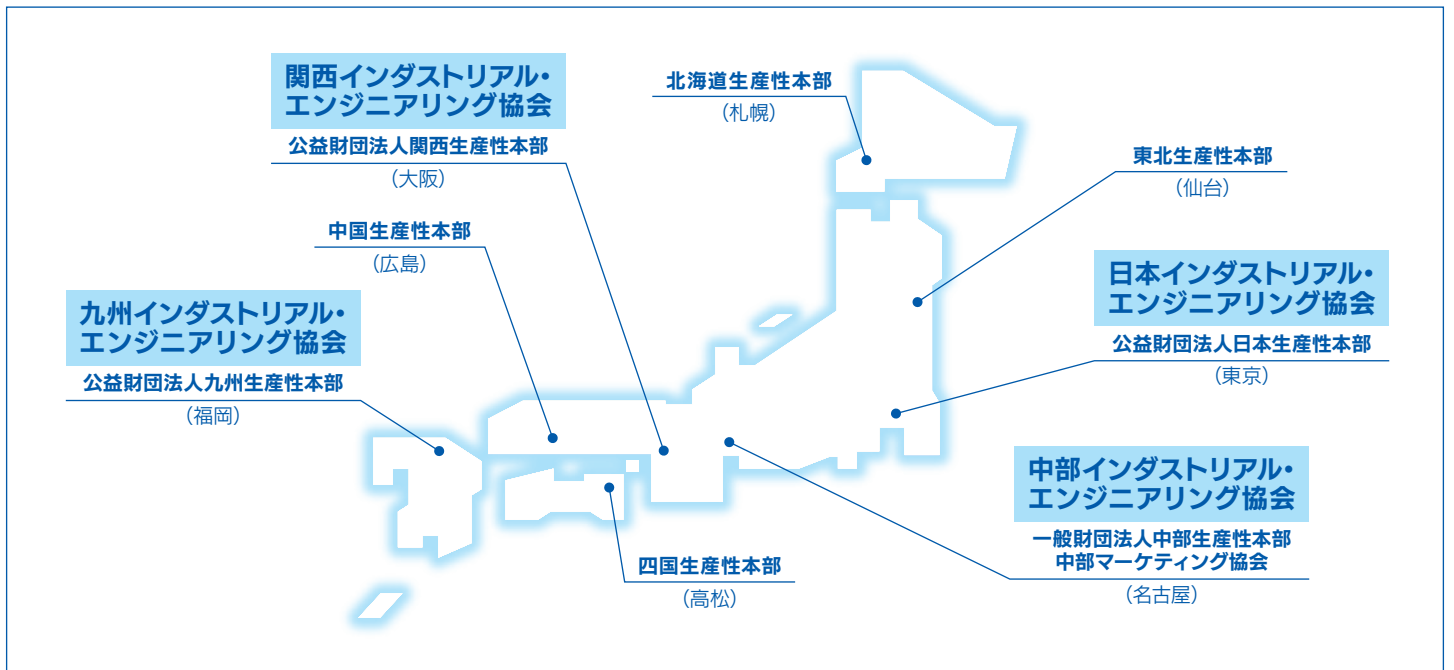 関西インダストリアル・
エンジニアリング協会
公益財団法人関西生産性本部
(大阪)
北海道生産性本部
(札幌)
東北生産性本部
(仙台)
中国生産性本部
(広島)
日本インダストリアル・
エンジニアリング協会
公益財団法人日本生産性本部
(東京)
九州インダストリアル・
エンジニアリング協会
公益財団法人九州生産性本部
(福岡)
中部インダストリアル・
エンジニアリング協会
一般財団法人中部生産性本部
中部マーケティング協会
(名古屋)
四国生産性本部
(高松)